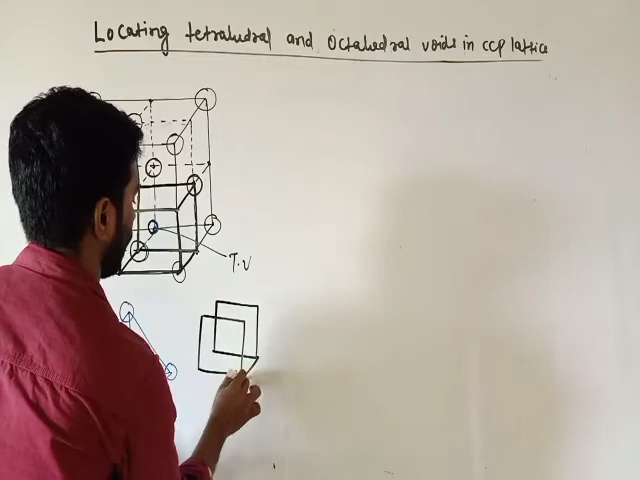 Locating tetrahedral and Octahedral voids in ccp lattice
T.V